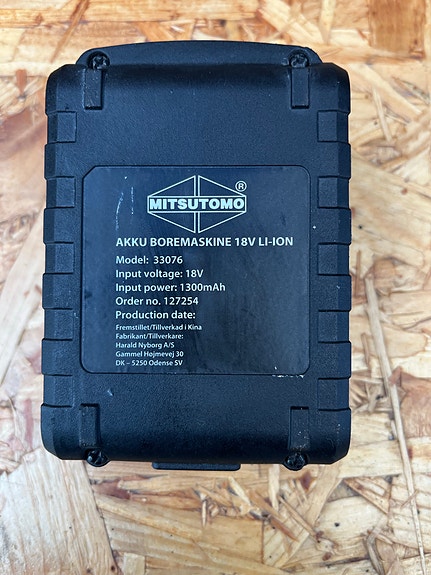 MITSUTOMO ®
AKKU BOREMASKINE 18V LI-ION
Model: 33076
Input voltage: 18V
Input power: 1300mAh
Order no. 127254
Production date:
Fremstillet/Tillverkad i Kina
Fabrikant/Tillverkare:
Harald Nyborg A/S
Gammel Højmevej 30
DK – 5250 Odense SV